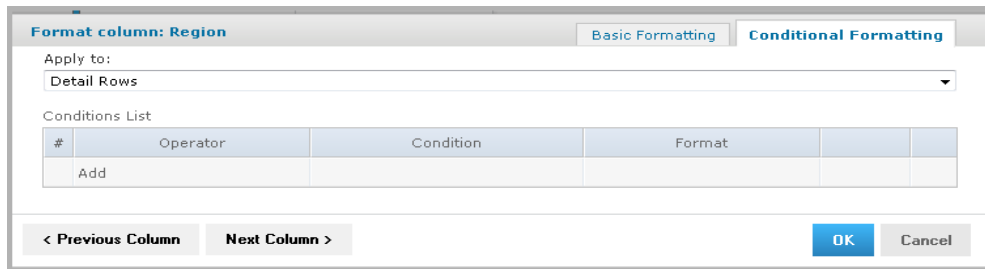 Format column: Region Basic Formatting Conditional Formatting
Apply to:
Detail Rows
Conditions List
# Operator Condition Format
Add
< Previous Column Next Column > OK Cancel